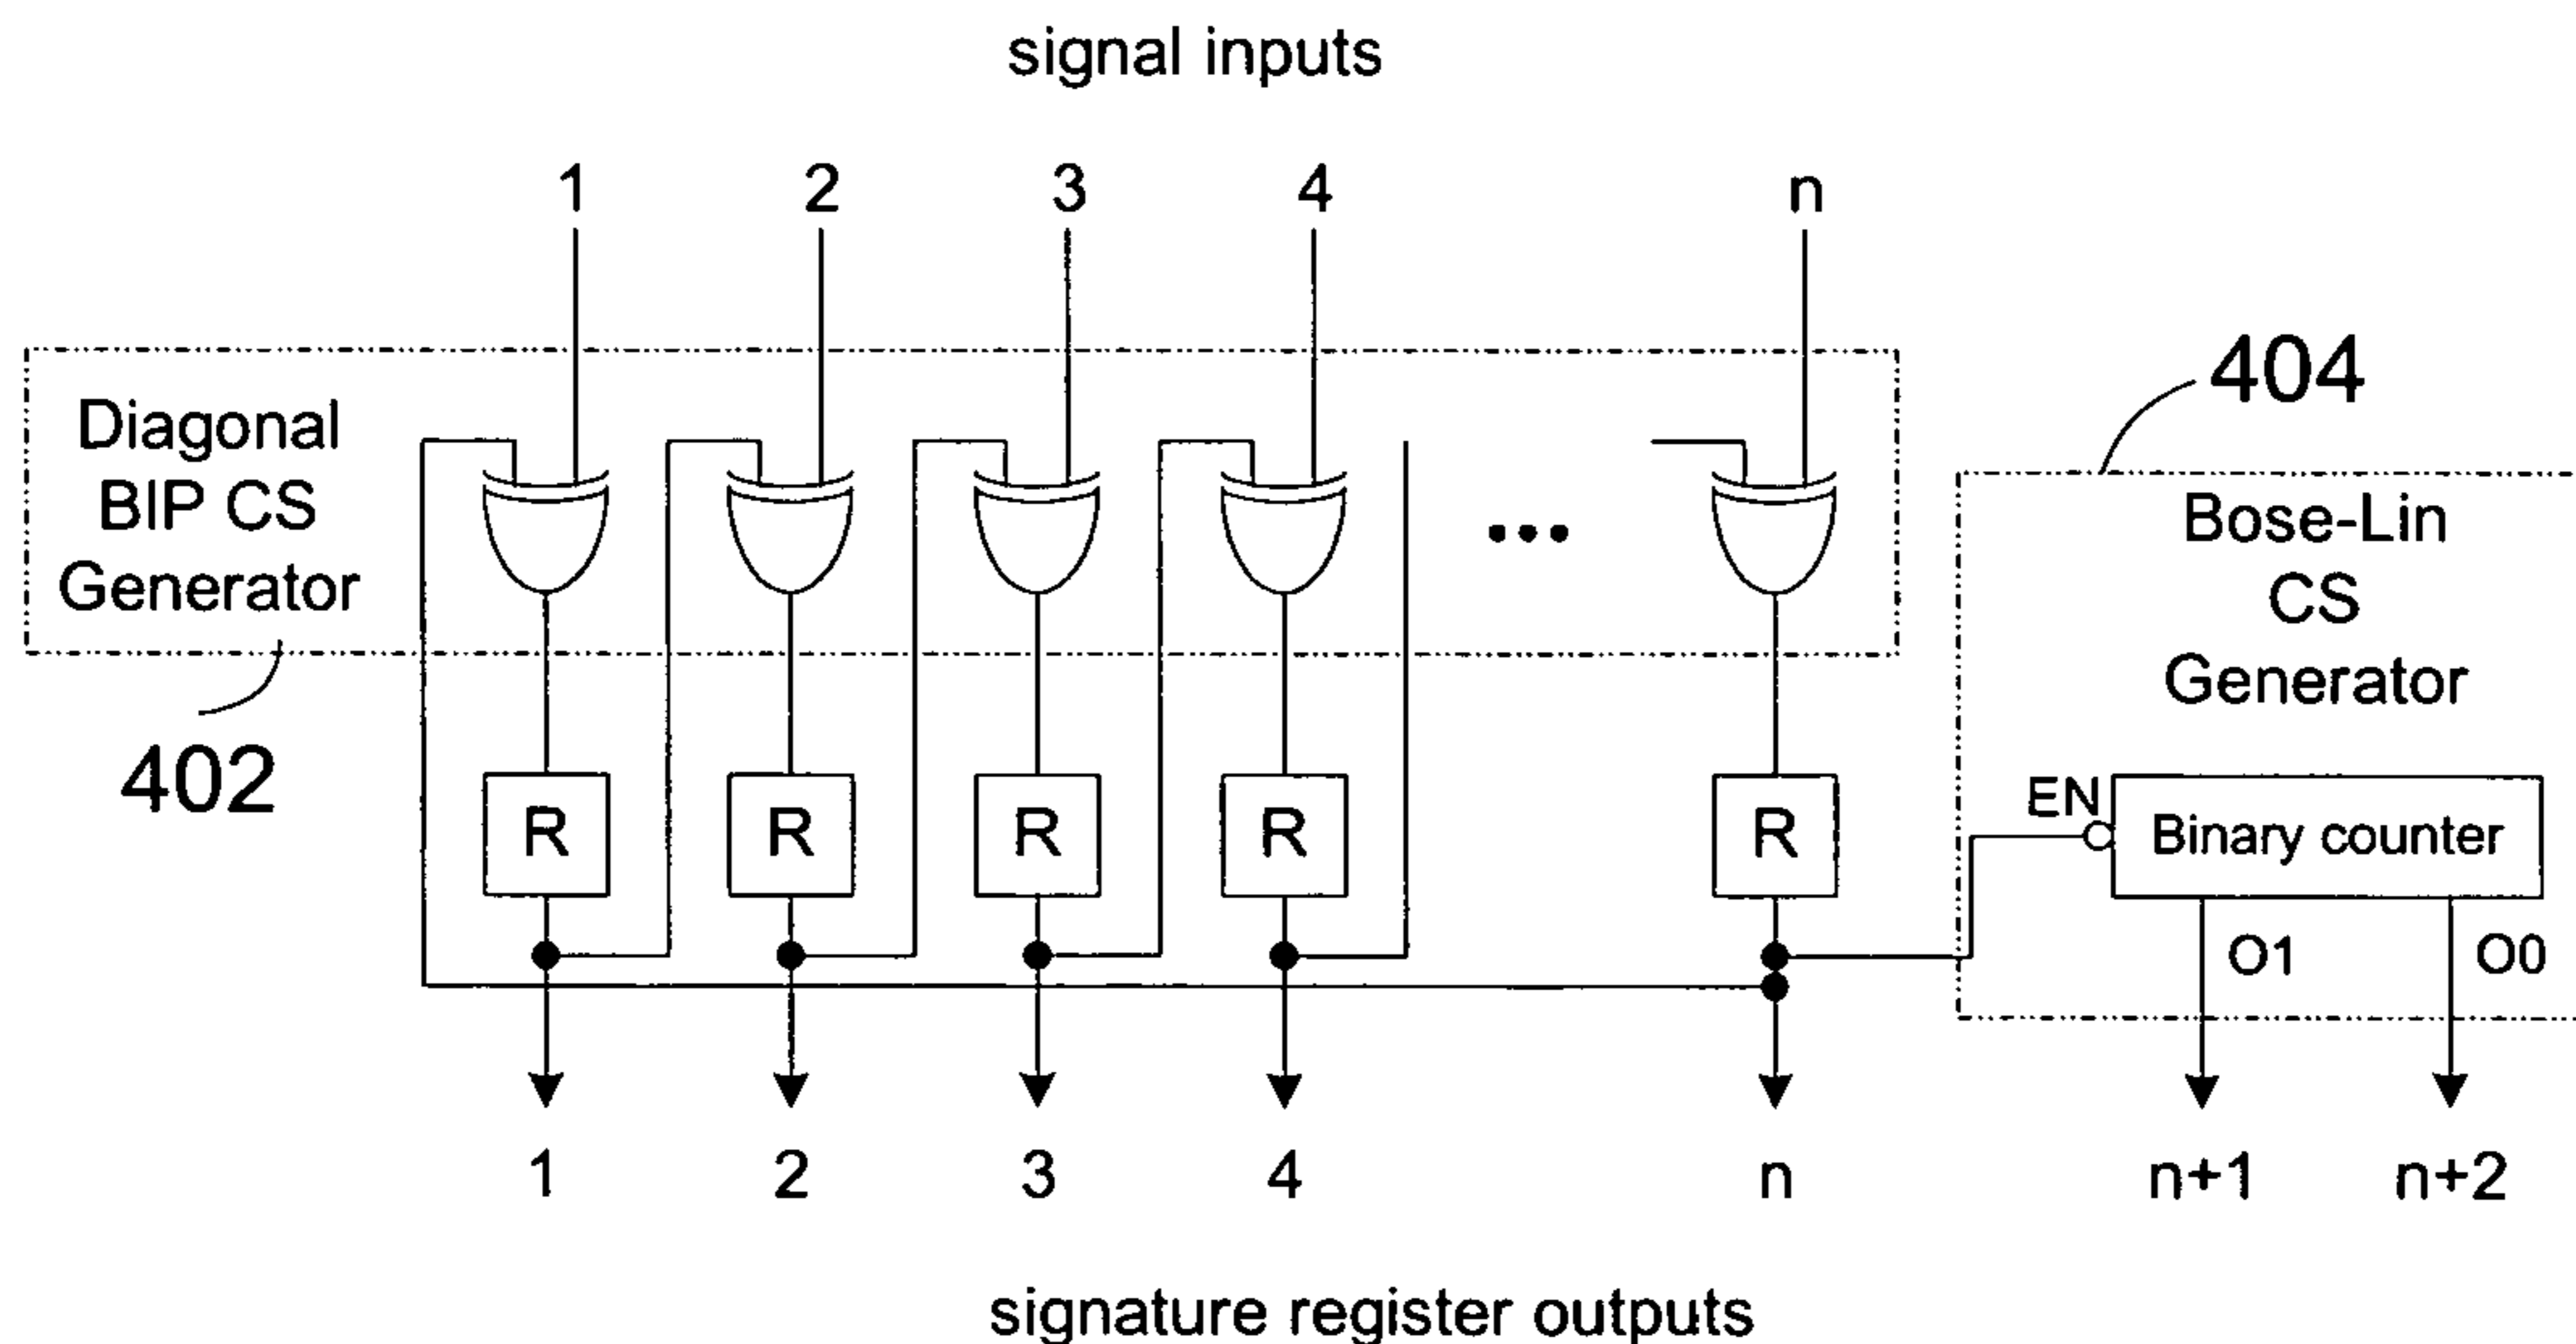 signal inputs
1 2 3 4 n
404
Diagonal
BIP CS
Generator
402
...
Bose-Lin
CS
Generator
R R R R R
EN
Binary counter
O1 O0
1 2 3 4 n n+1 n+2
signature register outputs